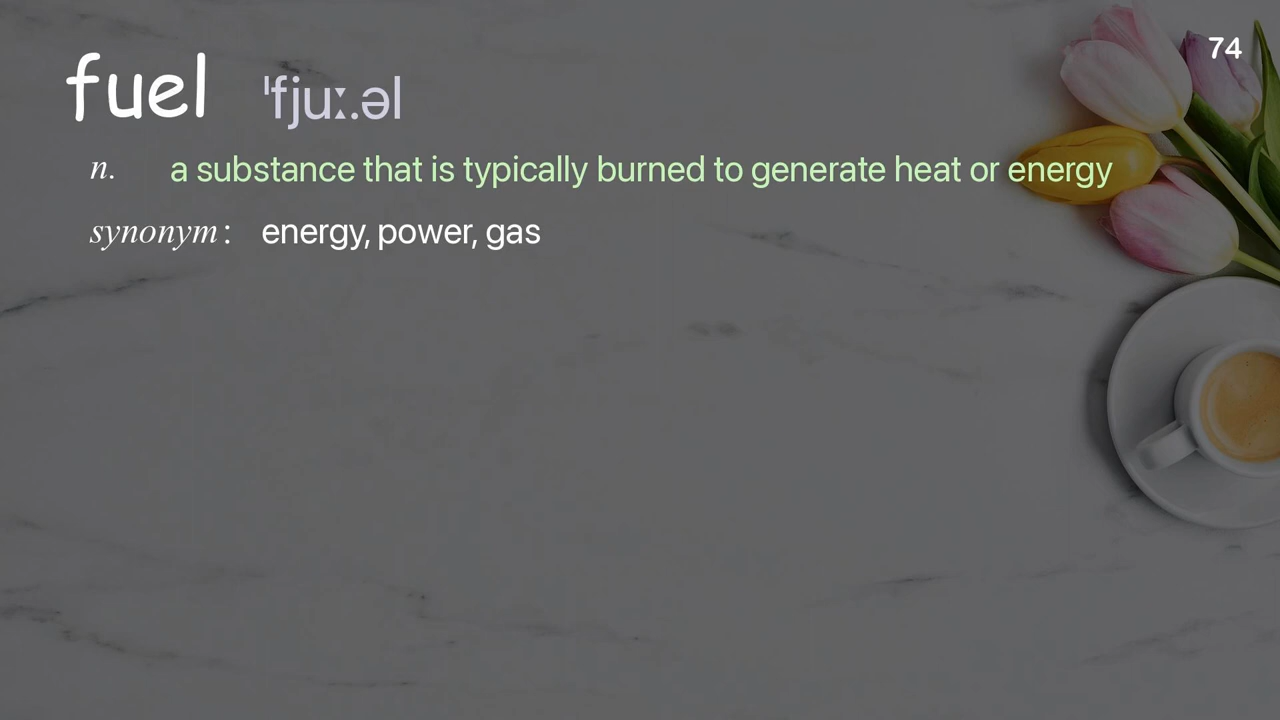 74
fuel ˈfjuː.əl
n. a substance that is typically burned to generate heat or energy
synonym: energy, power, gas